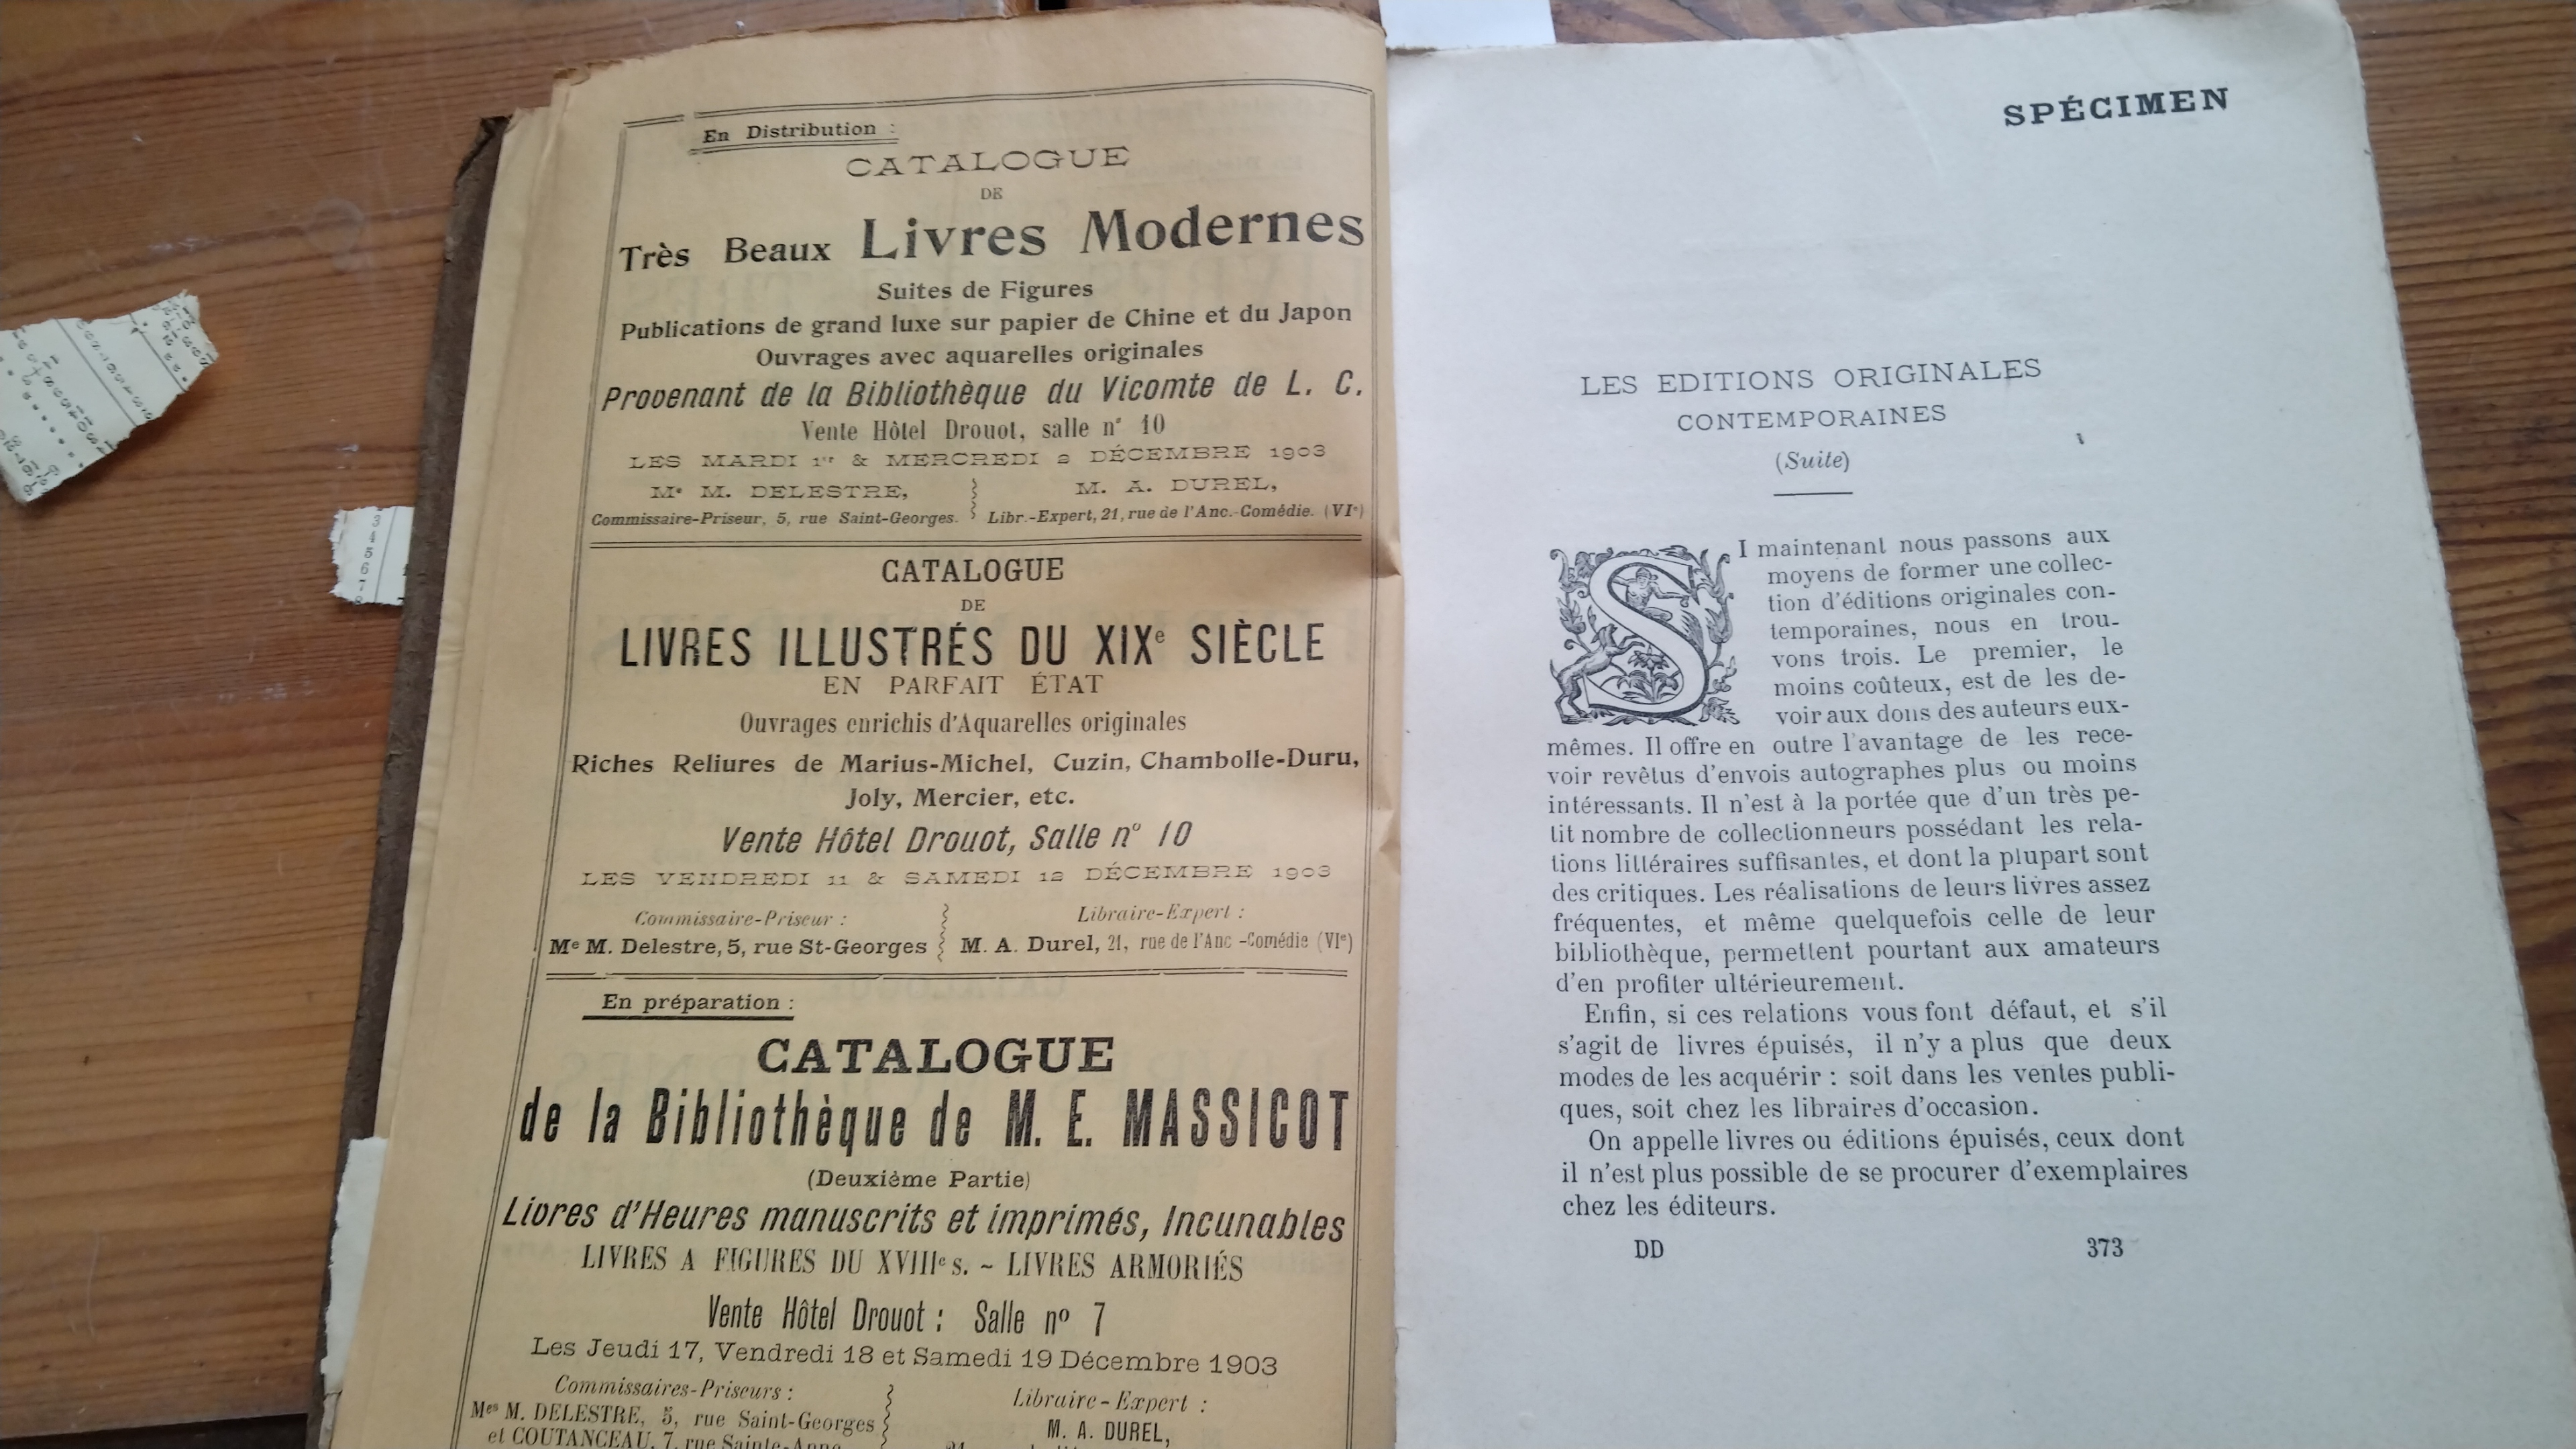 En Distribution :
CATALOGUE
DE
Très Beaux Livres Modernes
Suites de Figures
Publications de grand luxe sur papier de Chine et du Japon
Ouvrages avec aquarelles originales
Provenant de la Bibliothèque du Vicomte de L. C.
Vente Hôtel Drouot, salle n° 10
LES MARDI 1er & MERCREDI 2 DÉCEMBRE 1903
Me M. DELESTRE,
Commissaire-Priseur, 5, rue Saint-Georges.
M. A. DUREL,
Libr.-Expert, 21, rue de l'Anc.-Comédie. (VIe)
CATALOGUE
DE
LIVRES ILLUSTRÉS DU XIXe SIÈCLE
EN PARFAIT ÉTAT
Ouvrages enrichis d'Aquarelles originales
Riches Reliures de Marius-Michel, Cuzin, Chambolle-Duru,
Joly, Mercier, etc.
Vente Hôtel Drouot, Salle n° 10
LES VENDREDI 11 & SAMEDI 12 DÉCEMBRE 1903
Commissaire-Priseur :
Me M. Delestre, 5, rue St-Georges
Libraire-Expert :
M. A. Durel, 21, rue de l'Anc-Comédie (VIe)
En préparation :
CATALOGUE
de la Bibliothèque de M. E. MASSICOT
(Deuxième Partie)
Livres d'Heures manuscrits et imprimés, Incunables
LIVRES A FIGURES DU XVIIIe s. ~ LIVRES ARMORIÉS
Vente Hôtel Drouot : Salle no 7
Les Jeudi 17, Vendredi 18 et Samedi 19 Décembre 1903
Commissaires-Priseurs :
Mes M. DELESTRE, 5, rue Saint-Georges
et COUTANCEAU, 7, rue Sainte-Anne
Libraire-Expert :
M. A. DUREL,
SPÉCIMEN
LES EDITIONS ORIGINALES
CONTEMPORAINES
(Suite)
SI maintenant nous passons aux
moyens de former une collec-
tion d'éditions originales con-
temporaines, nous en trou-
vons trois. Le premier, le
moins coûteux, est de les de-
voir aux dons des auteurs eux-
mêmes. Il offre en outre l'avantage de les rece-
voir revêtus d'envois autographes plus ou moins
intéressants. Il n'est à la portée que d'un très pe-
tit nombre de collectionneurs possédant les rela-
tions littéraires suffisantes, et dont la plupart sont
des critiques. Les réalisations de leurs livres assez
fréquentes, et même quelquefois celle de leur
bibliothèque, permettent pourtant aux amateurs
d'en profiter ultérieurement.
Enfin, si ces relations vous font défaut, et s'il
s'agit de livres épuisés, il n'y a plus que deux
modes de les acquérir : soit dans les ventes publi-
ques, soit chez les libraires d'occasion.
On appelle livres ou éditions épuisés, ceux dont
il n'est plus possible de se procurer d'exemplaires
chez les éditeurs.
DD 373
3
4
5
6
7
8